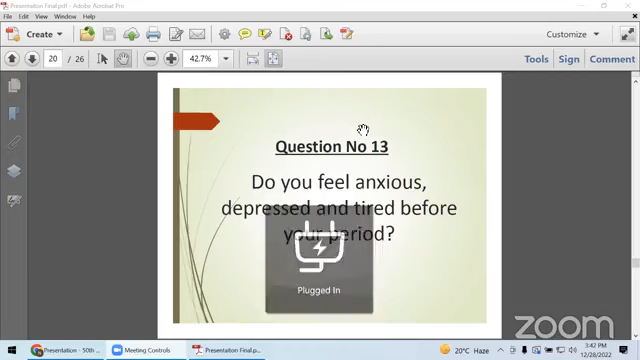 Presentation Final.pdf - Adobe Acrobat Pro
File Edit View Window Help
Create
Customize
20 / 26
42.7%
Tools Sign Comment
Question No 13
Do you feel anxious,
depressed and tired before
your period?
Plugged In
zoom
Presentation - 50th ...
Meeting Controls
Presentaiton Final.p...
20°C Haze
3:42 PM
12/28/2022